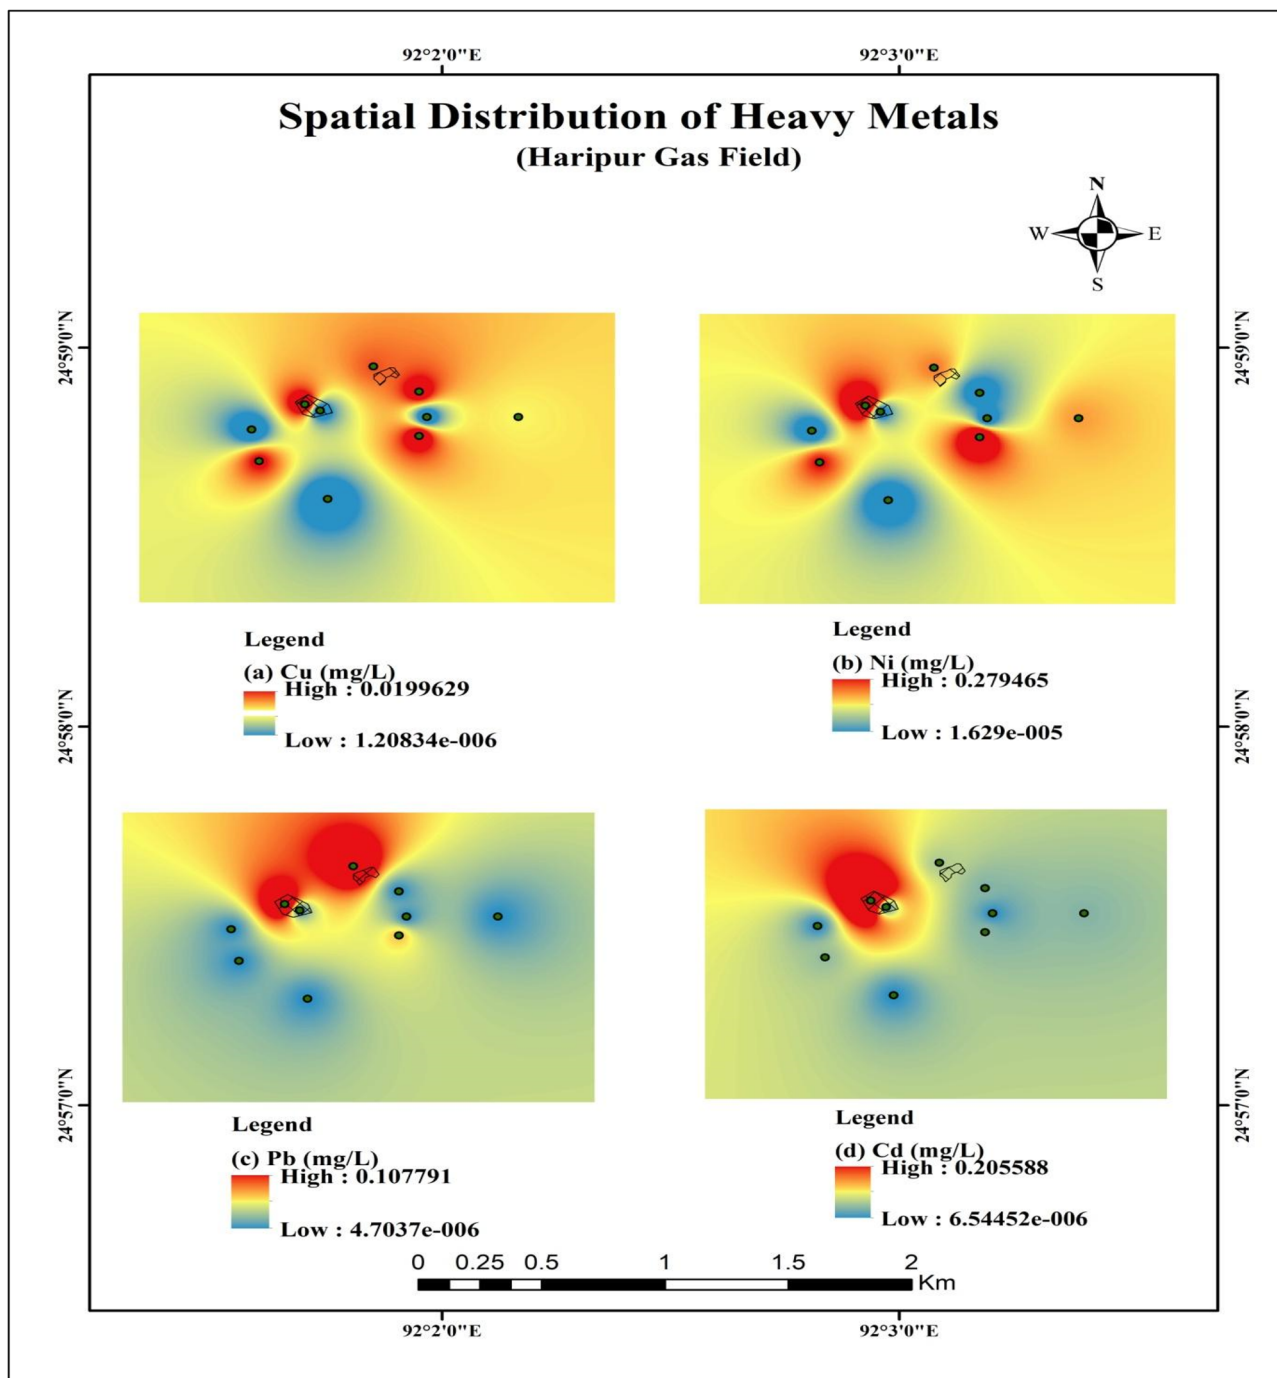 92°2'0"E
92°3'0"E
Spatial Distribution of Heavy Metals
(Haripur Gas Field)
N
W
E
S
24°59'0"N
24°59'0"N
Legend
(a) Cu (mg/L)
High : 0.0199629
Low : 1.20834e-006
Legend
(b) Ni (mg/L)
High : 0.279465
Low : 1.629e-005
24°58'0"N
24°58'0"N
Legend
(c) Pb (mg/L)
High : 0.107791
Low : 4.7037e-006
Legend
(d) Cd (mg/L)
High : 0.205588
Low : 6.54452e-006
24°57'0"N
24°57'0"N
0 0.25 0.5 1 1.5 2
Km
92°2'0"E
92°3'0"E